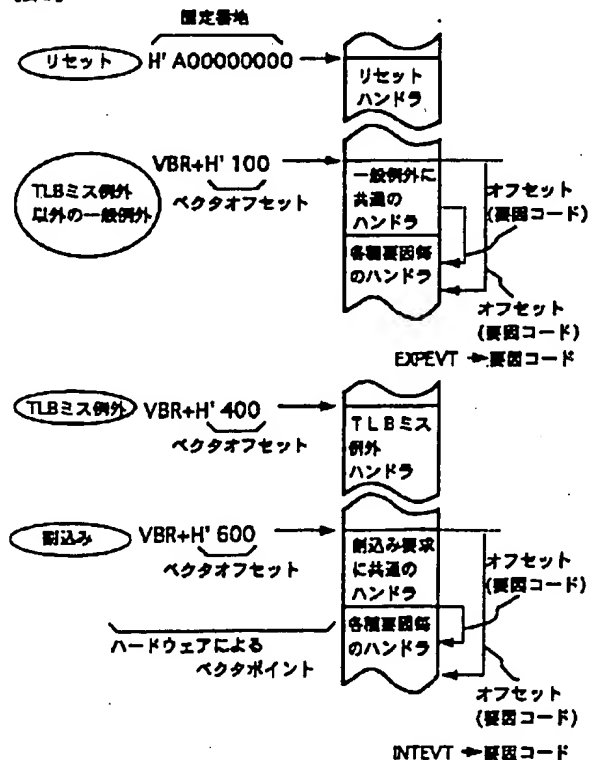 固定番地
リセット H' A00000000
リセット
ハンドラ
TLBミス例外
以外の一般例外
VBR+H' 100
ベクタオフセット
一般例外に
共通の
ハンドラ
各種要因毎
のハンドラ
オフセット
(要因コード)
オフセット
(要因コード)
EXPEVT → 要因コード
TLBミス例外 VBR+H' 400
ベクタオフセット
TLBミス
例外
ハンドラ
割込み VBR+H' 600
ベクタオフセット
割込み要求
に共通の
ハンドラ
各種要因毎
のハンドラ
オフセット
(要因コード)
ハードウェアによる
ベクタポイント
オフセット
(要因コード)
INTEVT → 要因コード